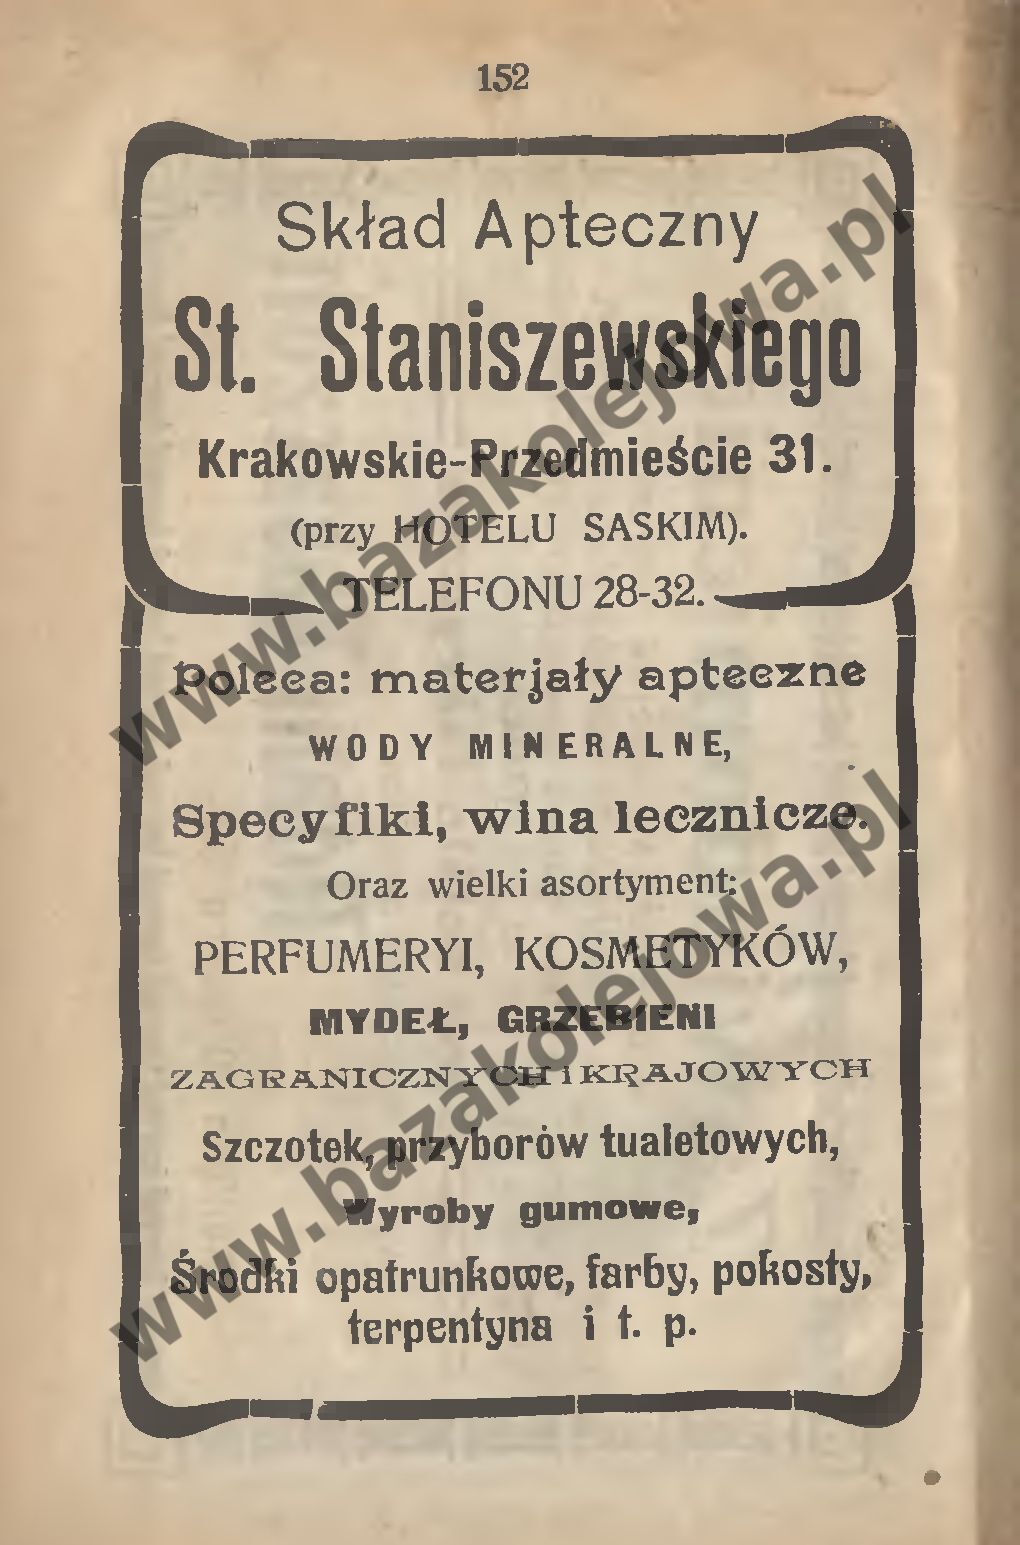 152
Skład Apteczny
St. Staniszewskiego
Krakowskie-Przedmieście 31.
(przy HOTELU SASKIM).
TELEFONU 28-32.
Poleca: materjały apteczne
WODY MINERALNE,
Specyfiki, wina lecznicze.
Oraz wielki asortyment:
PERFUMERYI, KOSMETYKÓW,
MYDEŁ, GRZEBIENI
ZAGRANICZNYCH i KRAJOWYCH
Szczotek, przyborów tualetowych,
Wyroby gumowe,
Środki opatrunkowe, farby, pokosty,
terpentyna i t. p.
www.bazakolejowa.pl
www.bazakolejowa.pl